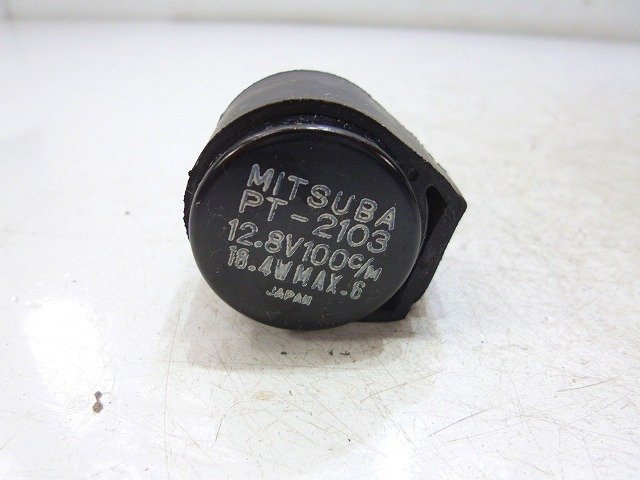 MITSUBA
PT-2103
12.8V100c/m
18.4WMAX.6
JAPAN